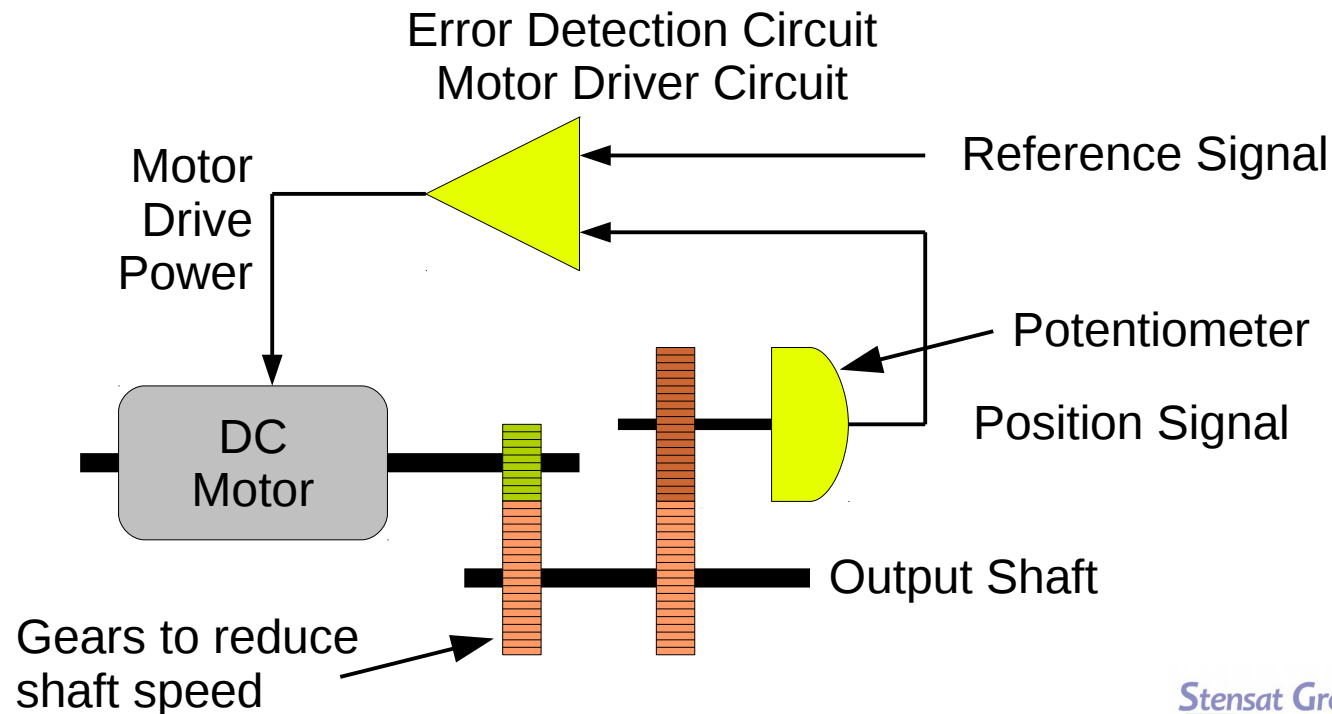 Error Detection Circuit
Motor Driver Circuit
Reference Signal
Motor
Drive
Power
Potentiometer
DC
Motor
Position Signal
Output Shaft
Gears to reduce
shaft speed
Stensat